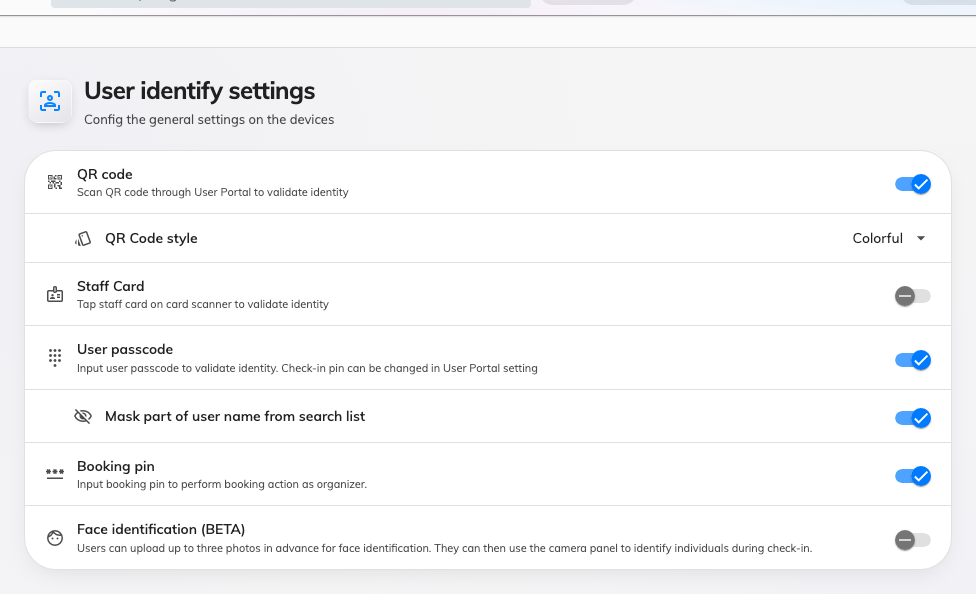 User identify settings
Config the general settings on the devices
QR code
Scan QR code through User Portal to validate identity
QR Code style
Colorful
Staff Card
Tap staff card on card scanner to validate identity
User passcode
Input user passcode to validate identity. Check-in pin can be changed in User Portal setting
Mask part of user name from search list
Booking pin
Input booking pin to perform booking action as organizer.
Face identification (BETA)
Users can upload up to three photos in advance for face identification. They can then use the camera panel to identify individuals during check-in.